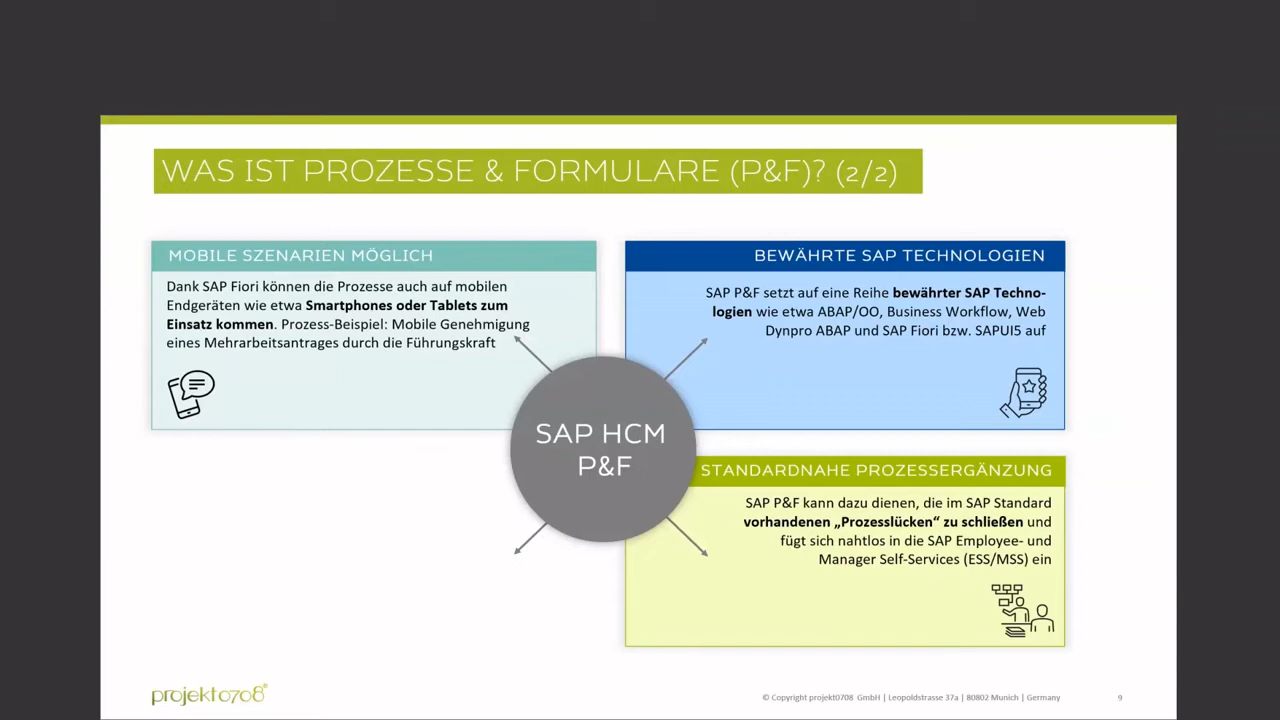 WAS IST PROZESSE & FORMULARE (P&F)? (2/2)
MOBILE SZENARIEN MÖGLICH
Dank SAP Fiori können die Prozesse auch auf mobilen
Endgeräten wie etwa Smartphones oder Tablets zum
Einsatz kommen. Prozess-Beispiel: Mobile Genehmigung
eines Mehrarbeitsantrages durch die Führungskraft
BEWÄHRTE SAP TECHNOLOGIEN
SAP P&F setzt auf eine Reihe bewährter SAP Techno-
logien wie etwa ABAP/OO, Business Workflow, Web
Dynpro ABAP und SAP Fiori bzw. SAPUI5 auf
SAP HCM
P&F
STANDARDNAHE PROZESSERGÄNZUNG
SAP P&F kann dazu dienen, die im SAP Standard
vorhandenen „Prozesslücken“ zu schließen und
fügt sich nahtlos in die SAP Employee- und
Manager Self-Services (ESS/MSS) ein
projekt0708®
© Copyright projekt0708 GmbH | Leopoldstrasse 37a | 80802 Munich | Germany
9